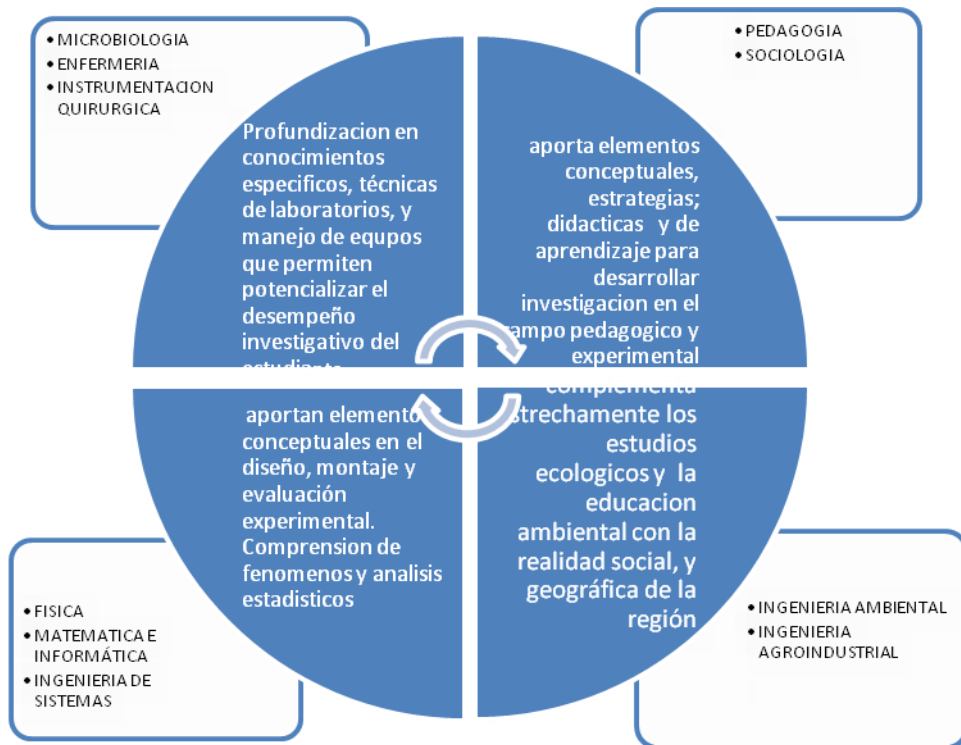 • MICROBIOLOGIA
• ENFERMERIA
• INSTRUMENTACION
QUIRURGICA
• PEDAGOGIA
• SOCIOLOGIA
Profundizacion en
conocimientos
especificos, técnicas
de laboratorios, y
manejo de equpos
que permiten
potencializar el
desempeño
investigativo del
aporta elementos
conceptuales,
estrategias;
didacticas y de
aprendizaje para
desarrollar
investigacion en el
pedagogico y
experimental
aportan
conceptuales en el
diseño, montaje y
evaluación
experimental.
Comprension de
fenomenos y analisis
estadisticos
los
estudios
ecologicos y la
educacion
ambiental con la
realidad social, y
geográfica de la
región
• FISICA
• MATEMATICA E
INFORMÁTICA
• INGENIERIA DE
SISTEMAS
• INGENIERIA AMBIENTAL
• INGENIERIA
AGROINDUSTRIAL